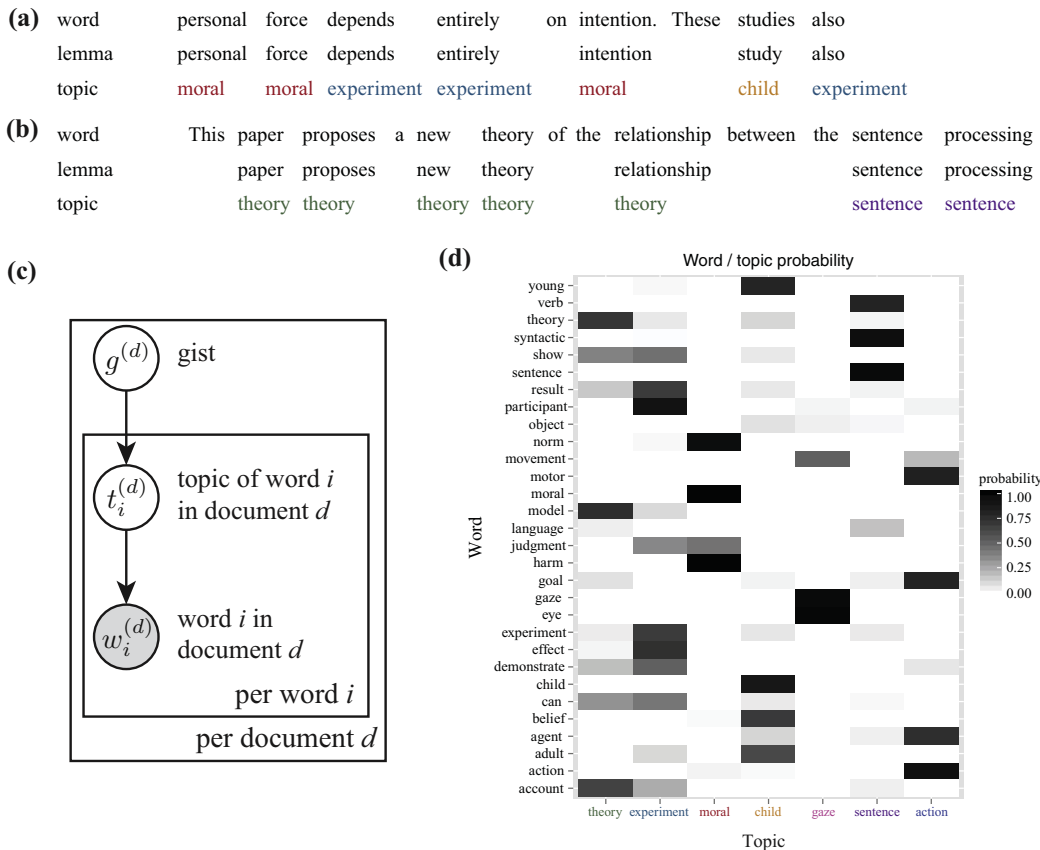 (a) word personal force depends entirely on intention. These studies also
lemma personal force depends entirely intention study also
topic moral moral experiment experiment moral child experiment
(b) word This paper proposes a new theory of the relationship between the sentence processing
lemma paper proposes new theory relationship sentence processing
topic theory theory theory theory theory sentence sentence
(c)
g^(d) gist
t_i^(d) topic of word i
in document d
w_i^(d) word i in
document d
per word i
per document d
(d)
Word / topic probability
young
verb
theory
syntactic
show
sentence
result
participant
object
norm
movement
motor
moral
model
language
judgment
harm
goal
gaze
eye
experiment
effect
demonstrate
child
can
belief
agent
adult
action
account
Word
theory experiment moral child gaze sentence action
Topic
probability
1.00
0.75
0.50
0.25
0.00